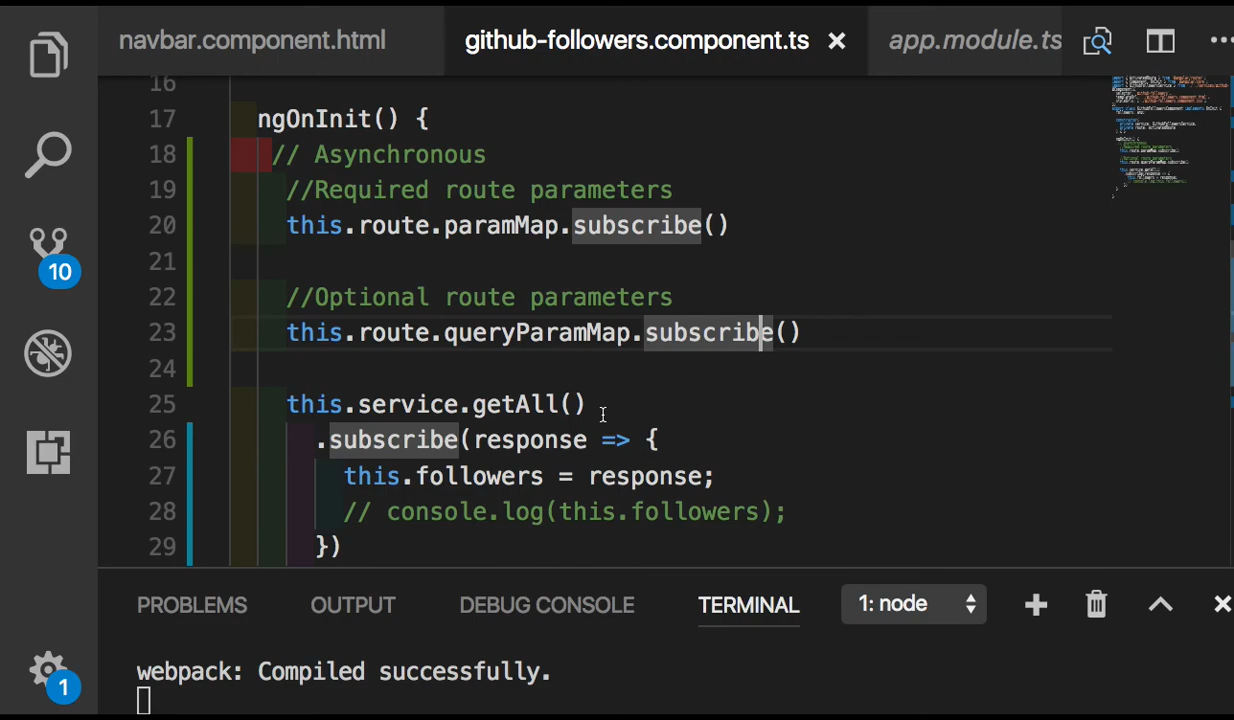 navbar.component.html
github-followers.component.ts
app.module.ts
16
17 ngOnInit() {
18 // Asynchronous
19 //Required route parameters
20 this.route.paramMap.subscribe()
21
22 //Optional route parameters
23 this.route.queryParamMap.subscribe()
24
25 this.service.getAll()
26 .subscribe(response => {
27 this.followers = response;
28 // console.log(this.followers);
29 })
10
1
PROBLEMS OUTPUT DEBUG CONSOLE TERMINAL 1: node
webpack: Compiled successfully.